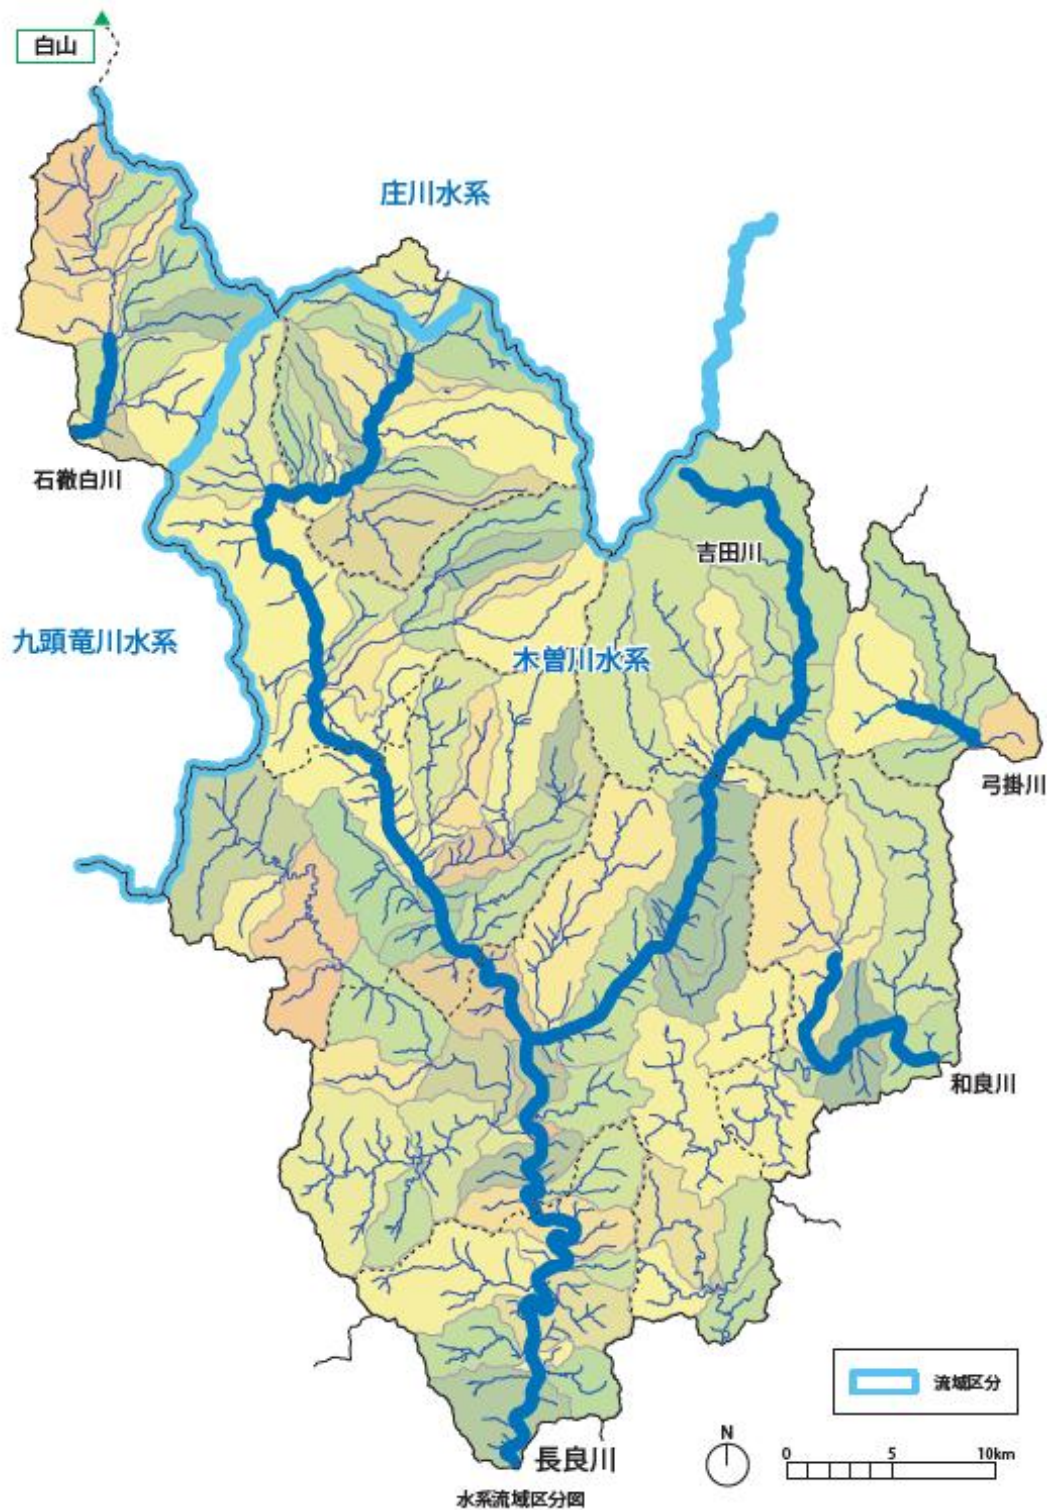 白山
庄川水系
石徹白川
吉田川
九頭竜川水系
木曽川水系
弓掛川
和良川
流域区分
N
0 5 10km
長良川
水系流域区分図